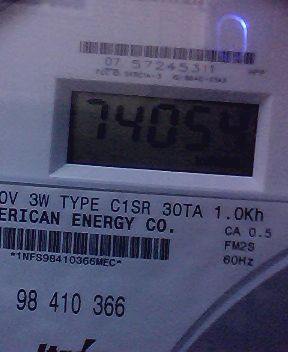 07 57245311
74054
0V 3W TYPE C1SR 30TA 1.0Kh
ERICAN ENERGY CO.
CA 0.5
*1NFS98410366MEC*
FM2S
60Hz
98 410 366